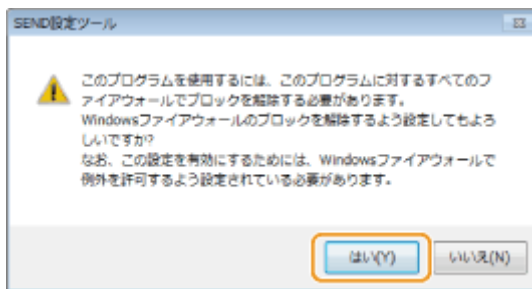 SEND設定ツール
このプログラムを使用するには、このプログラムに対するすべてのフ
ァイアウォールでブロックを解除する必要があります。
Windowsファイアウォールのブロックを解除するよう設定してもよろ
しいですか?
なお、この設定を有効にするためには、Windowsファイアウォールで
例外を許可するよう設定されている必要があります。
はい(Y)
いいえ(N)